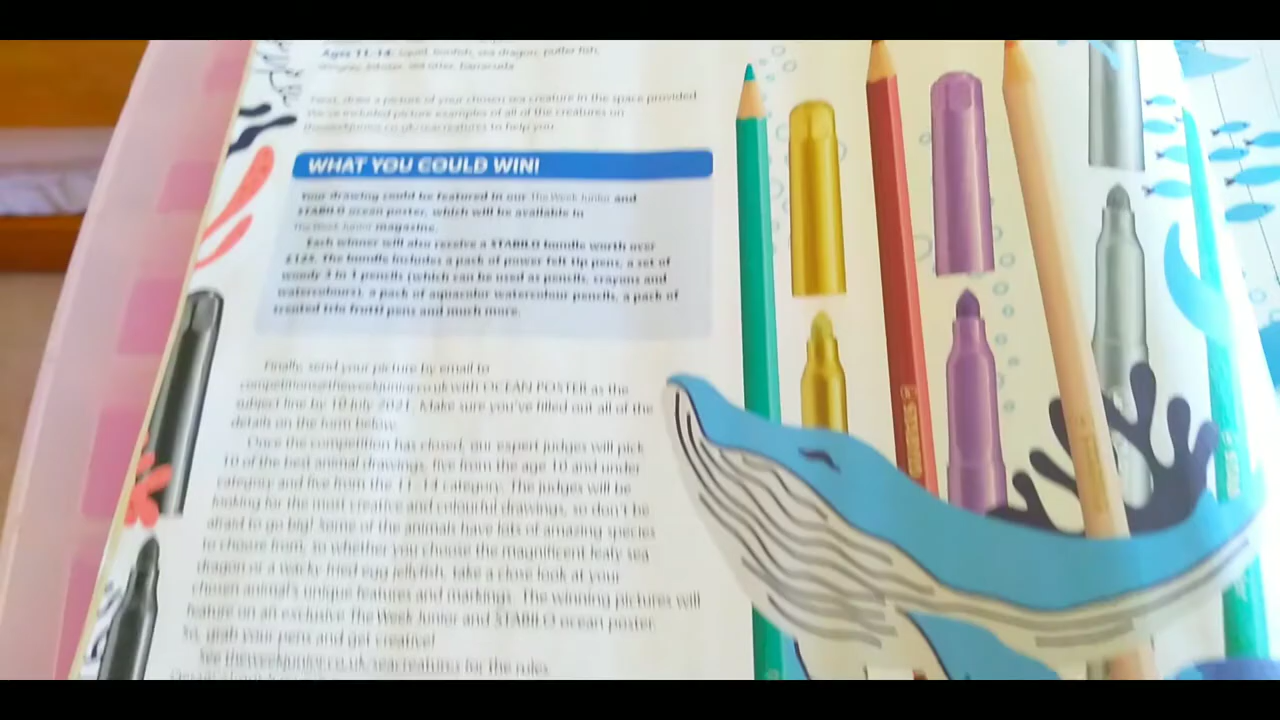 Ages 11-14: squid, lionfish, sea dragon, puffer fish,
stingray, lobster, sea otter, barracuda
Next, draw a picture of your chosen sea creature in the space provided
We've included picture examples of all of the creatures on
theweekjunior.co.uk/seacreatures to help you
WHAT YOU COULD WIN!
Your drawing could be featured in our The Week Junior and
STABILO ocean poster, which will be available in
The Week Junior magazine.
Each winner will also receive a STABILO bundle worth over
The bundle includes a pack of power felt tip pens, a set of
woody 3 in 1 pencils (which can be used as pencils, crayons and
watercolours), a pack of aquacolor watercolour pencils, a pack of
scented trio frutti pens and much more.
Finally, send your picture by email to
competitions@theweekjunior.co.uk with OCEAN POSTER as the
subject line by 10 July 2021. Make sure you've filled out all of the
details on the form below.
Once the competition has closed, our expert judges will pick
10 of the best animal drawings, five from the age 10 and under
category and five from the 11-14 category. The judges will be
looking for the most creative and colourful drawings, so don't be
afraid to go big! Some of the animals have lots of amazing species
to choose from, so whether you choose the magnificent leafy sea
dragon or a wacky fried egg jellyfish, take a close look at your
chosen animal's unique features and markings. The winning pictures will
feature on an exclusive The Week Junior and STABILO ocean poster.
So, grab your pens and get creative!
See theweekjunior.co.uk/seacreatures for the rules